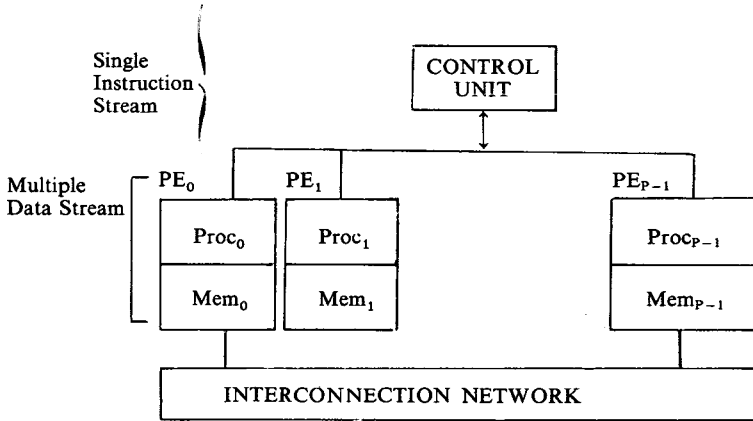 Single
Instruction
Stream
CONTROL
UNIT
Multiple
Data Stream
PE₀
PE₁
PE_{P−1}
Proc₀
Proc₁
Proc_{P−1}
Mem₀
Mem₁
Mem_{P−1}
INTERCONNECTION NETWORK